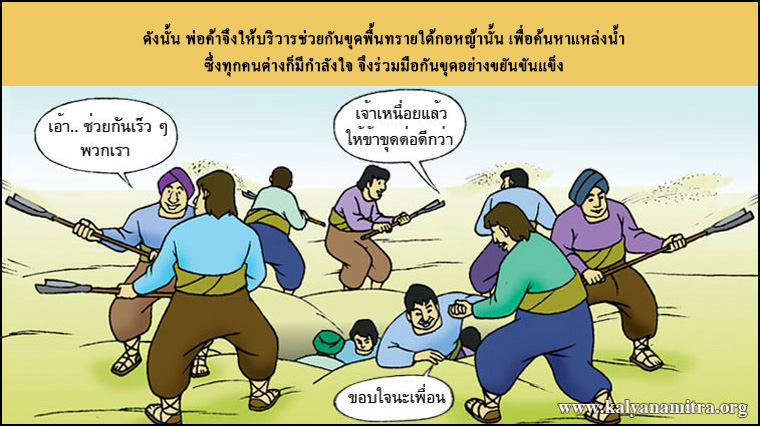 ดังนั้น พ่อค้าจึงให้บริวารช่วยกันขุดพื้นทรายใต้กอหญ้านั้น เพื่อค้นหาแหล่งน้ำ
ซึ่งทุกคนต่างก็มีกำลังใจ จึงร่วมมือกันขุดอย่างขยันขันแข็ง
เอ้า.. ช่วยกันเร็ว ๆ
พวกเรา
เจ้าเหนื่อยแล้ว
ให้ข้าขุดต่อดีกว่า
ขอบใจนะเพื่อน
www.kalyanamitra.org